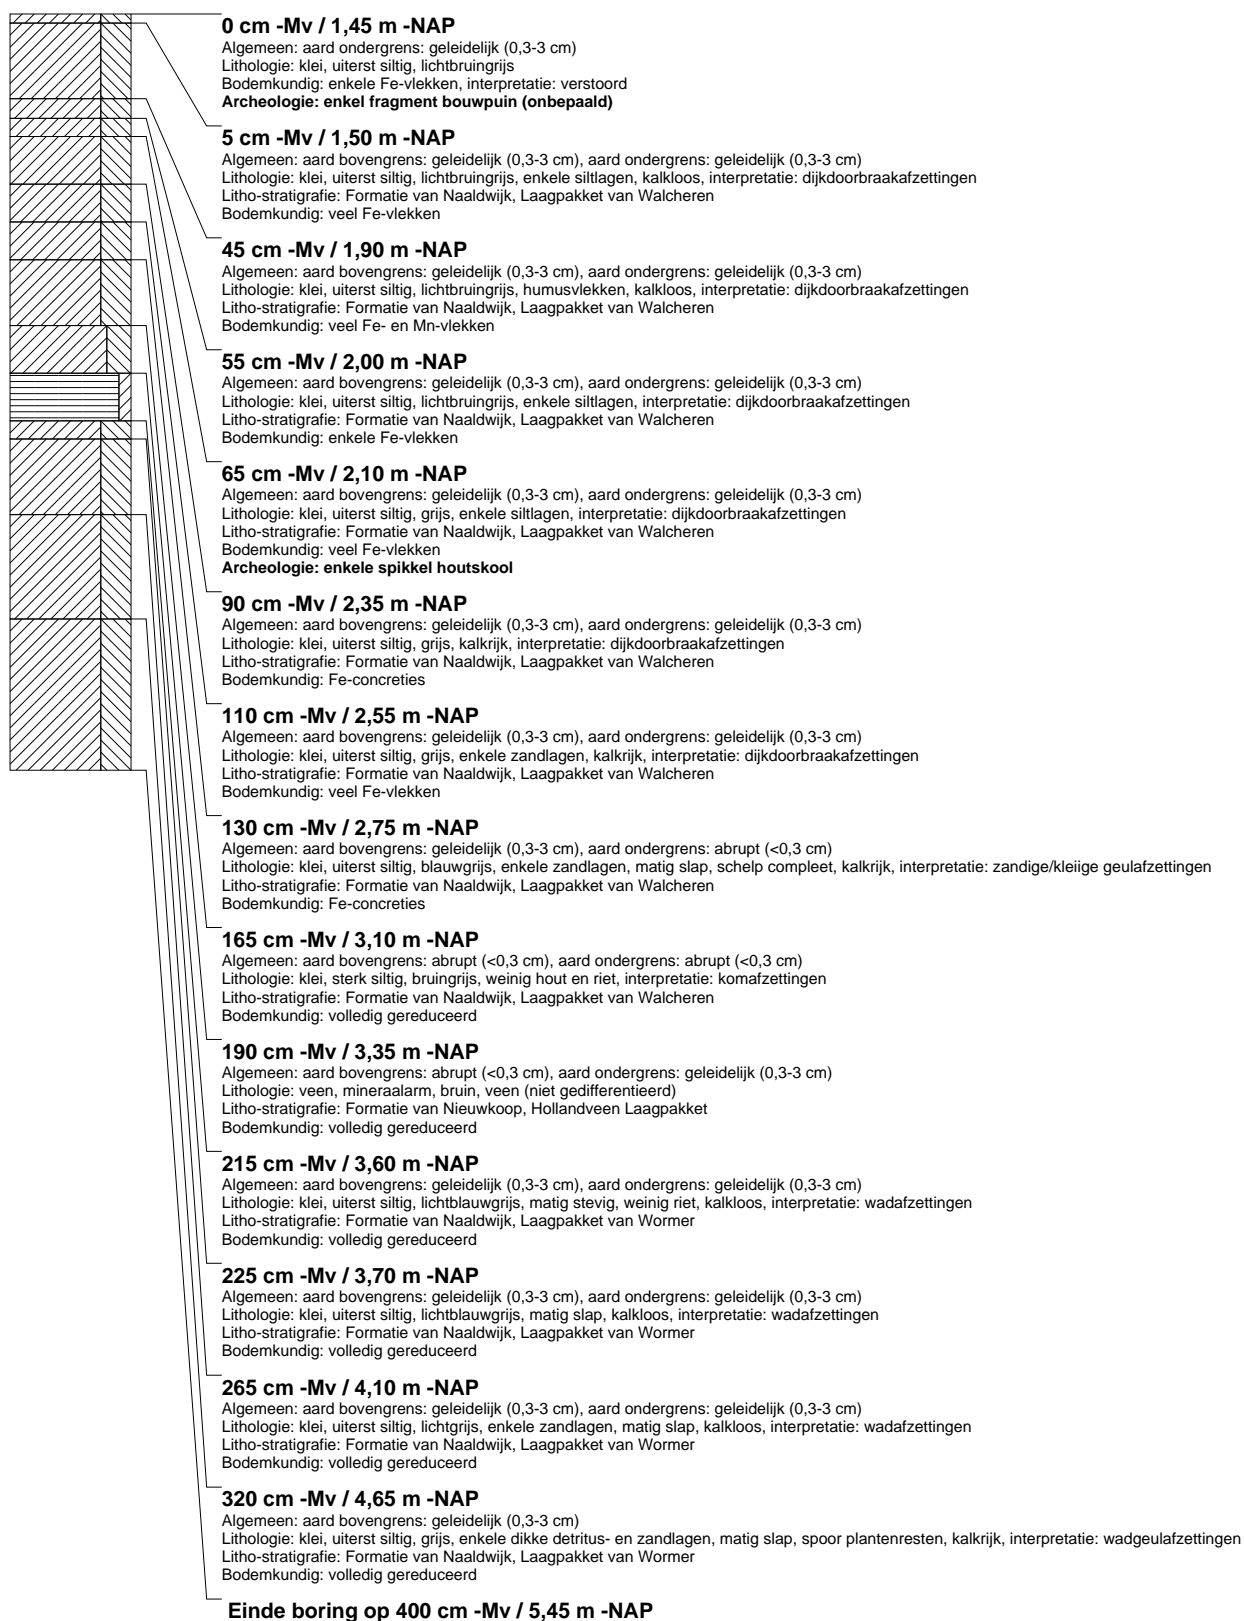 0 cm -Mv / 1,45 m -NAP
Algemeen: aard ondergrens: geleidelijk (0,3-3 cm)
Lithologie: klei, uiterst siltig, lichtbruingrijs
Bodemkundig: enkele Fe-vlekken, interpretatie: verstoord
Archeologie: enkel fragment bouwpuin (onbepaald)
5 cm -Mv / 1,50 m -NAP
Algemeen: aard bovengrens: geleidelijk (0,3-3 cm), aard ondergrens: geleidelijk (0,3-3 cm)
Lithologie: klei, uiterst siltig, lichtbruingrijs, enkele siltlagen, kalkloos, interpretatie: dijkdoorbraakafzettingen
Litho-stratigrafie: Formatie van Naaldwijk, Laagpakket van Walcheren
Bodemkundig: veel Fe-vlekken
45 cm -Mv / 1,90 m -NAP
Algemeen: aard bovengrens: geleidelijk (0,3-3 cm), aard ondergrens: geleidelijk (0,3-3 cm)
Lithologie: klei, uiterst siltig, lichtbruingrijs, humusvlekken, kalkloos, interpretatie: dijkdoorbraakafzettingen
Litho-stratigrafie: Formatie van Naaldwijk, Laagpakket van Walcheren
Bodemkundig: veel Fe- en Mn-vlekken
55 cm -Mv / 2,00 m -NAP
Algemeen: aard bovengrens: geleidelijk (0,3-3 cm), aard ondergrens: geleidelijk (0,3-3 cm)
Lithologie: klei, uiterst siltig, lichtbruingrijs, enkele siltlagen, interpretatie: dijkdoorbraakafzettingen
Litho-stratigrafie: Formatie van Naaldwijk, Laagpakket van Walcheren
Bodemkundig: enkele Fe-vlekken
65 cm -Mv / 2,10 m -NAP
Algemeen: aard bovengrens: geleidelijk (0,3-3 cm), aard ondergrens: geleidelijk (0,3-3 cm)
Lithologie: klei, uiterst siltig, grijs, enkele siltlagen, interpretatie: dijkdoorbraakafzettingen
Litho-stratigrafie: Formatie van Naaldwijk, Laagpakket van Walcheren
Bodemkundig: veel Fe-vlekken
Archeologie: enkele spikkel houtskool
90 cm -Mv / 2,35 m -NAP
Algemeen: aard bovengrens: geleidelijk (0,3-3 cm), aard ondergrens: geleidelijk (0,3-3 cm)
Lithologie: klei, uiterst siltig, grijs, kalkrijk, interpretatie: dijkdoorbraakafzettingen
Litho-stratigrafie: Formatie van Naaldwijk, Laagpakket van Walcheren
Bodemkundig: Fe-concreties
110 cm -Mv / 2,55 m -NAP
Algemeen: aard bovengrens: geleidelijk (0,3-3 cm), aard ondergrens: geleidelijk (0,3-3 cm)
Lithologie: klei, uiterst siltig, grijs, enkele zandlagen, kalkrijk, interpretatie: dijkdoorbraakafzettingen
Litho-stratigrafie: Formatie van Naaldwijk, Laagpakket van Walcheren
Bodemkundig: veel Fe-vlekken
130 cm -Mv / 2,75 m -NAP
Algemeen: aard bovengrens: geleidelijk (0,3-3 cm), aard ondergrens: abrupt (<0,3 cm)
Lithologie: klei, uiterst siltig, blauwgrijs, enkele zandlagen, matig slap, schelp compleet, kalkrijk, interpretatie: zandige/kleiige geulafzettingen
Litho-stratigrafie: Formatie van Naaldwijk, Laagpakket van Walcheren
Bodemkundig: Fe-concreties
165 cm -Mv / 3,10 m -NAP
Algemeen: aard bovengrens: abrupt (<0,3 cm), aard ondergrens: abrupt (<0,3 cm)
Lithologie: klei, sterk siltig, bruingrijs, weinig hout en riet, interpretatie: komafzettingen
Litho-stratigrafie: Formatie van Naaldwijk, Laagpakket van Walcheren
Bodemkundig: volledig gereduceerd
190 cm -Mv / 3,35 m -NAP
Algemeen: aard bovengrens: abrupt (<0,3 cm), aard ondergrens: geleidelijk (0,3-3 cm)
Lithologie: veen, mineraalarm, bruin, veen (niet gedifferentieerd)
Litho-stratigrafie: Formatie van Nieuwkoop, Hollandveen Laagpakket
Bodemkundig: volledig gereduceerd
215 cm -Mv / 3,60 m -NAP
Algemeen: aard bovengrens: geleidelijk (0,3-3 cm), aard ondergrens: geleidelijk (0,3-3 cm)
Lithologie: klei, uiterst siltig, lichtblauwgrijs, matig stevig, weinig riet, kalkloos, interpretatie: wadafzettingen
Litho-stratigrafie: Formatie van Naaldwijk, Laagpakket van Wormer
Bodemkundig: volledig gereduceerd
225 cm -Mv / 3,70 m -NAP
Algemeen: aard bovengrens: geleidelijk (0,3-3 cm), aard ondergrens: geleidelijk (0,3-3 cm)
Lithologie: klei, uiterst siltig, lichtblauwgrijs, matig slap, kalkloos, interpretatie: wadafzettingen
Litho-stratigrafie: Formatie van Naaldwijk, Laagpakket van Wormer
Bodemkundig: volledig gereduceerd
265 cm -Mv / 4,10 m -NAP
Algemeen: aard bovengrens: geleidelijk (0,3-3 cm), aard ondergrens: geleidelijk (0,3-3 cm)
Lithologie: klei, uiterst siltig, lichtgrijs, enkele zandlagen, matig slap, kalkloos, interpretatie: wadafzettingen
Litho-stratigrafie: Formatie van Naaldwijk, Laagpakket van Wormer
Bodemkundig: volledig gereduceerd
320 cm -Mv / 4,65 m -NAP
Algemeen: aard bovengrens: geleidelijk (0,3-3 cm)
Lithologie: klei, uiterst siltig, grijs, enkele dikke detritus- en zandlagen, matig slap, spoor plantenresten, kalkrijk, interpretatie: wadgeulafzettingen
Litho-stratigrafie: Formatie van Naaldwijk, Laagpakket van Wormer
Bodemkundig: volledig gereduceerd
Einde boring op 400 cm -Mv / 5,45 m -NAP